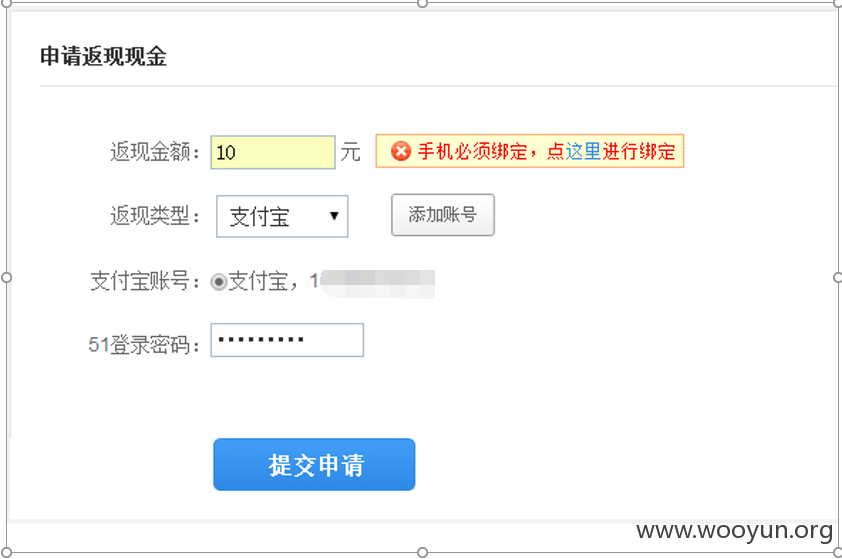 申请返现现金
返现金额： 10 元 手机必须绑定，点这里进行绑定
返现类型： 支付宝 添加账号
支付宝账号： 支付宝，1
51登录密码： •••••••••
提交申请
www.wooyun.org